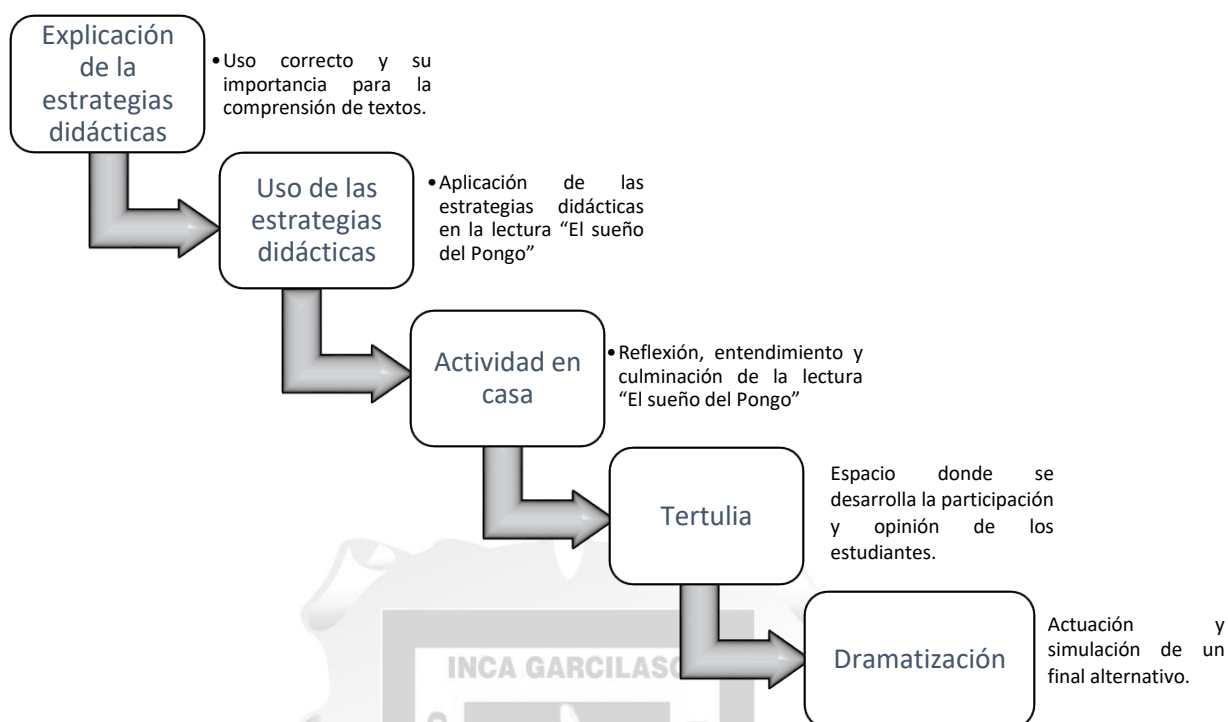 Explicación
de la
estrategias
didácticas
•Uso correcto y su
importancia para la
comprensión de textos.
Uso de las
estrategias
didácticas
•Aplicación de las
estrategias didácticas
en la lectura “El sueño
del Pongo”
Actividad en
casa
•Reflexión, entendimiento y
culminación de la lectura
“El sueño del Pongo”
Tertulia
Espacio donde se
desarrolla la participación
y opinión de los
estudiantes.
Dramatización
Actuación y
simulación de un
final alternativo.
INCA GARCILASO